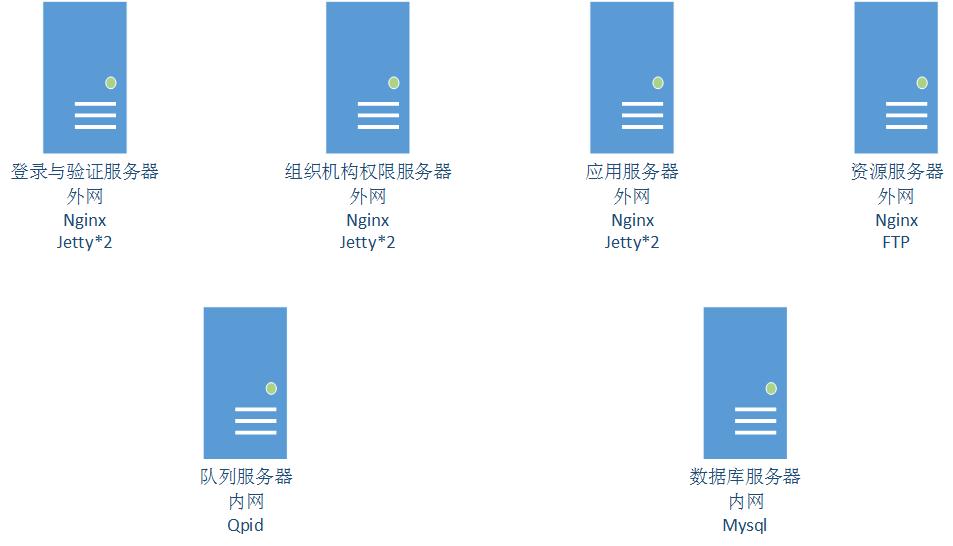 登录与验证服务器
外网
Nginx
Jetty*2
组织机构权限服务器
外网
Nginx
Jetty*2
应用服务器
外网
Nginx
Jetty*2
资源服务器
外网
Nginx
FTP
队列服务器
内网
Qpid
数据库服务器
内网
Mysql